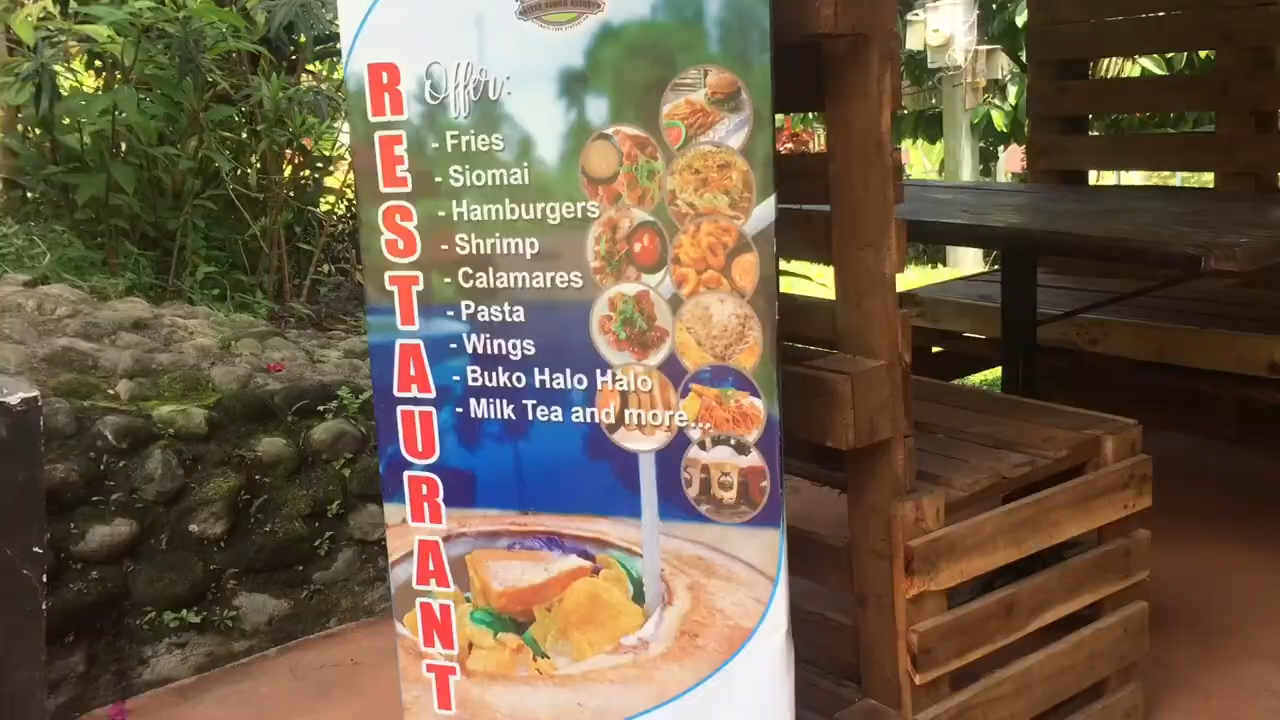 RESTAURANT
Offer:
- Fries
- Siomai
- Hamburgers
- Shrimp
- Calamares
- Pasta
- Wings
- Buko Halo Halo
- Milk Tea and more...